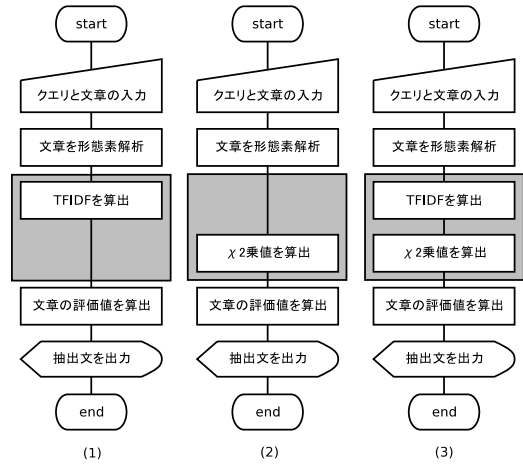 start
クエリと文章の入力
文章を形態素解析
TFIDFを算出
文章の評価値を算出
抽出文を出力
end
(1)
start
クエリと文章の入力
文章を形態素解析
χ2乗値を算出
文章の評価値を算出
抽出文を出力
end
(2)
start
クエリと文章の入力
文章を形態素解析
TFIDFを算出
χ2乗値を算出
文章の評価値を算出
抽出文を出力
end
(3)